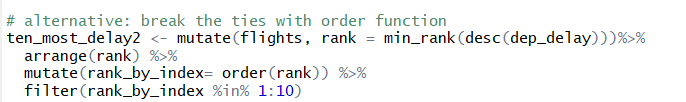 # alternative: break the ties with order function
ten_most_delay2 <- mutate(flights, rank = min_rank(desc(dep_delay)))%>%
  arrange(rank) %>%
  mutate(rank_by_index= order(rank)) %>%
  filter(rank_by_index %in% 1:10)